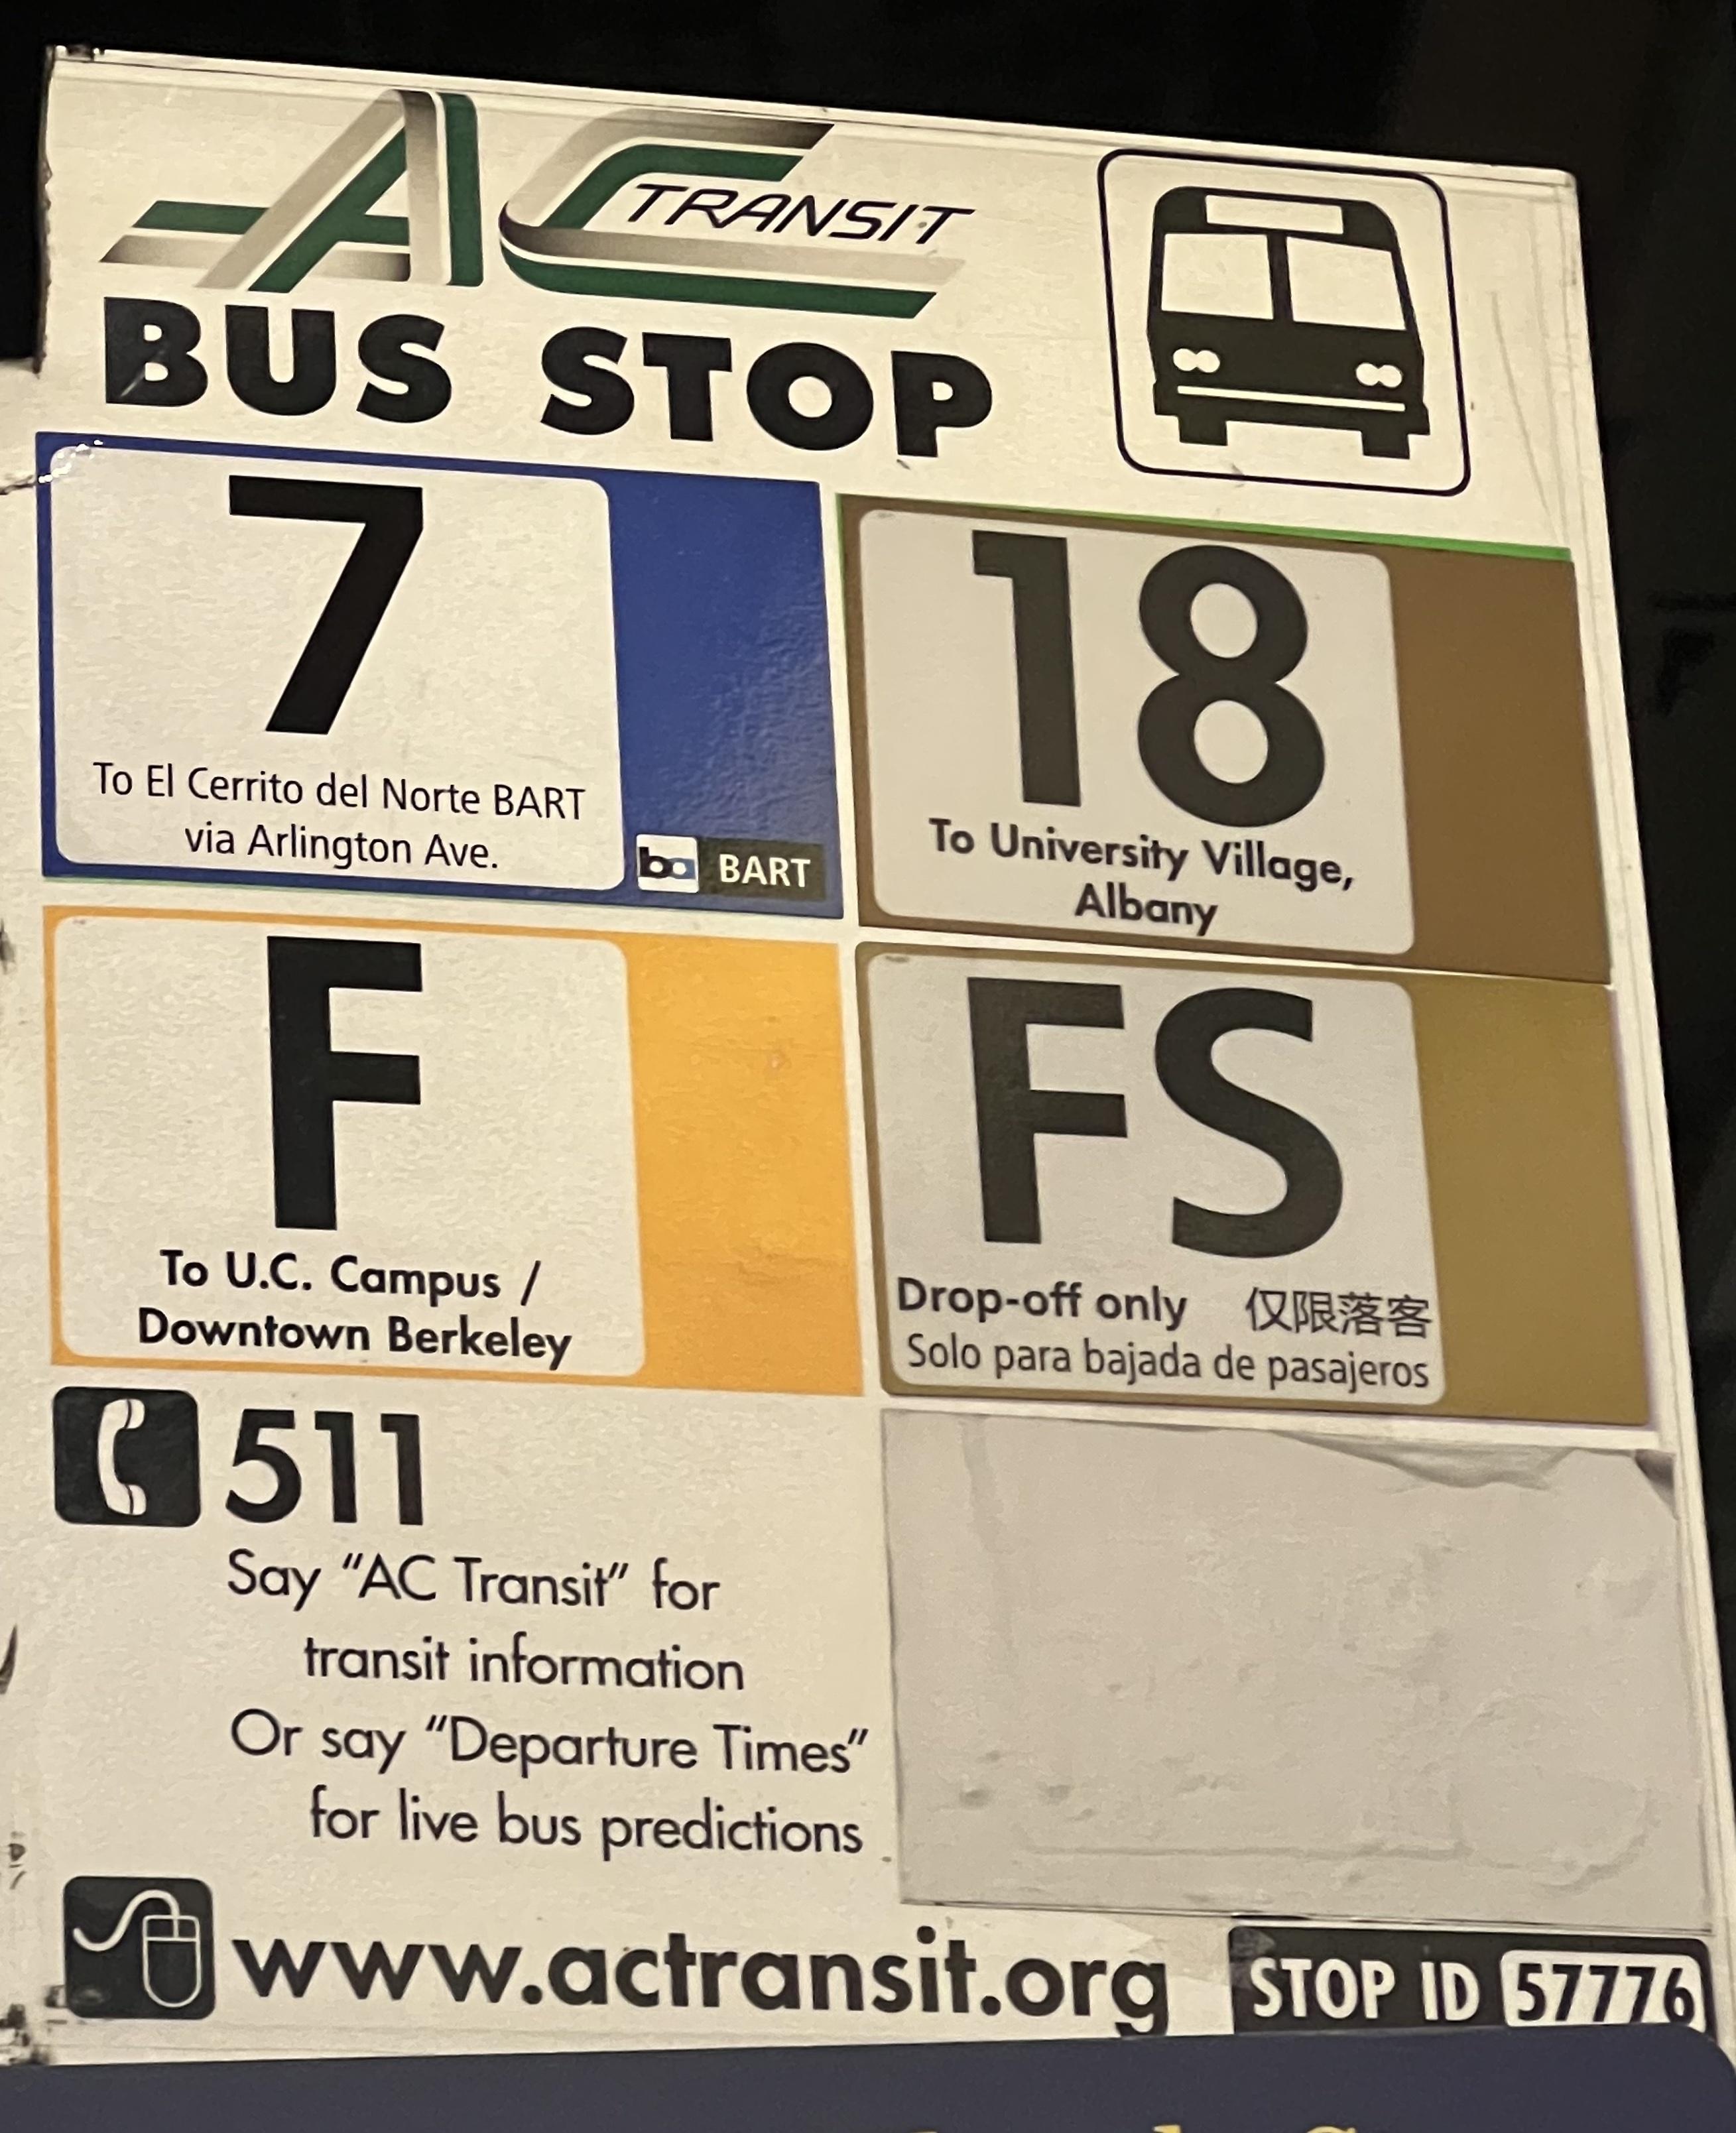 AC TRANSIT
BUS STOP
7
To El Cerrito del Norte BART
via Arlington Ave.
ba BART
18
To University Village,
Albany
F
To U.C. Campus /
Downtown Berkeley
FS
Drop-off only 仅限落客
Solo para bajada de pasajeros
511
Say “AC Transit” for
transit information
Or say “Departure Times”
for live bus predictions
www.actransit.org
STOP ID 57776